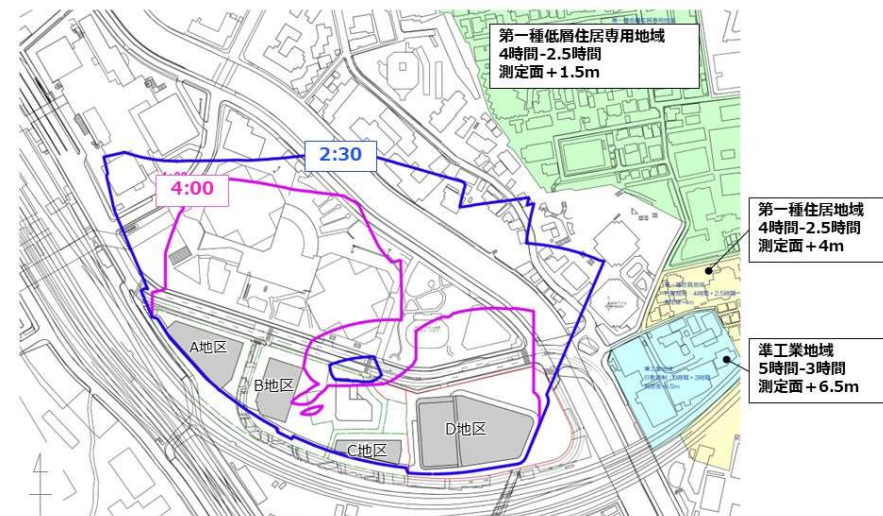 第一種低層住居専用地域
4時間-2.5時間
測定面+1.5m
2:30
4:00
第一種住居地域
4時間-2.5時間
測定面+4m
準工業地域
5時間-3時間
測定面+6.5m
A地区
B地区
C地区
D地区